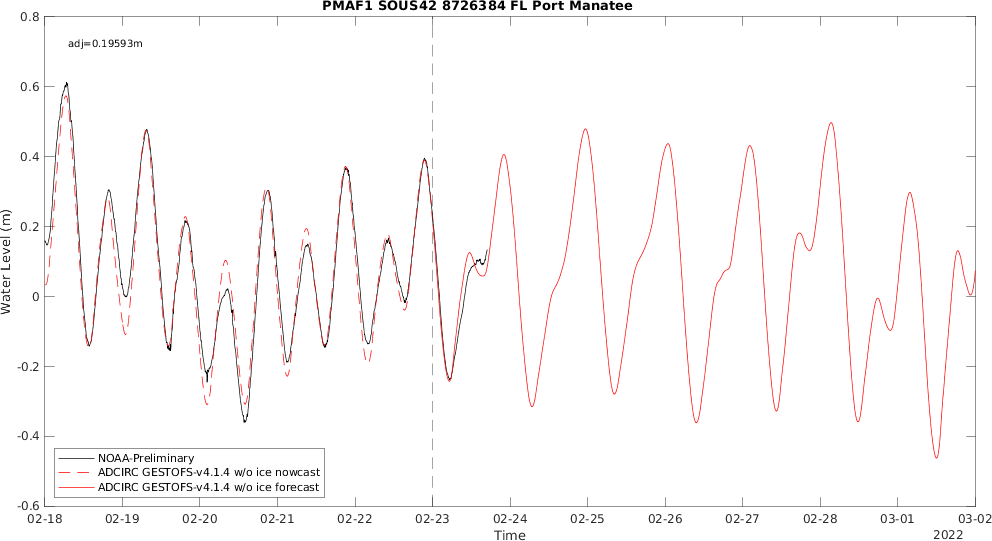 PMAF1 SOUS42 8726384 FL Port Manatee
adj=0.19593m
Water Level (m)
0.8
0.6
0.4
0.2
0
-0.2
-0.4
-0.6
NOAA-Preliminary
ADCIRC GESTOFS-v4.1.4 w/o ice nowcast
ADCIRC GESTOFS-v4.1.4 w/o ice forecast
02-18 02-19 02-20 02-21 02-22 02-23 02-24 02-25 02-26 02-27 02-28 03-01 03-02
Time
2022